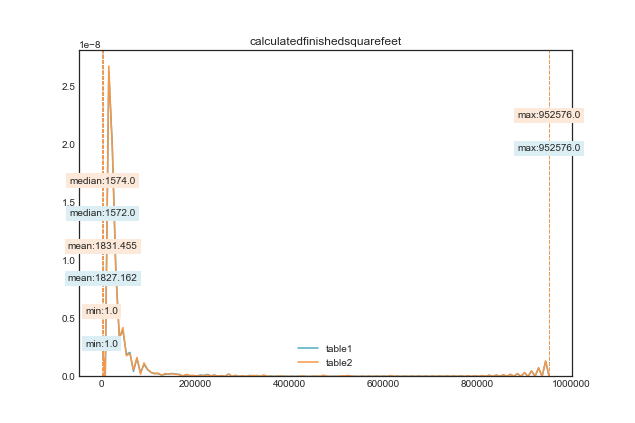 calculatedfinishedsquarefeet
1e−8
2.5
2.0
1.5
1.0
0.5
0.0
max:952576.0
max:952576.0
median:1574.0
median:1572.0
mean:1831.455
mean:1827.162
min:1.0
min:1.0
table1
table2
0
200000
400000
600000
800000
1000000